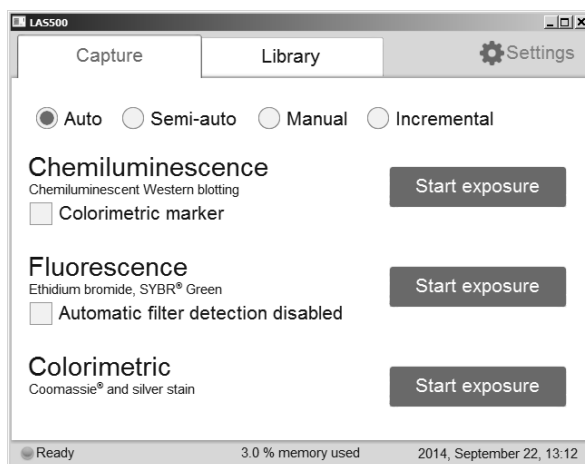 LAS500
Capture Library Settings
Auto Semi-auto Manual Incremental
Chemiluminescence
Chemiluminescent Western blotting
Start exposure
Colorimetric marker
Fluorescence
Ethidium bromide, SYBR® Green
Start exposure
Automatic filter detection disabled
Colorimetric
Coomassie® and silver stain
Start exposure
Ready 3.0 % memory used 2014, September 22, 13:12